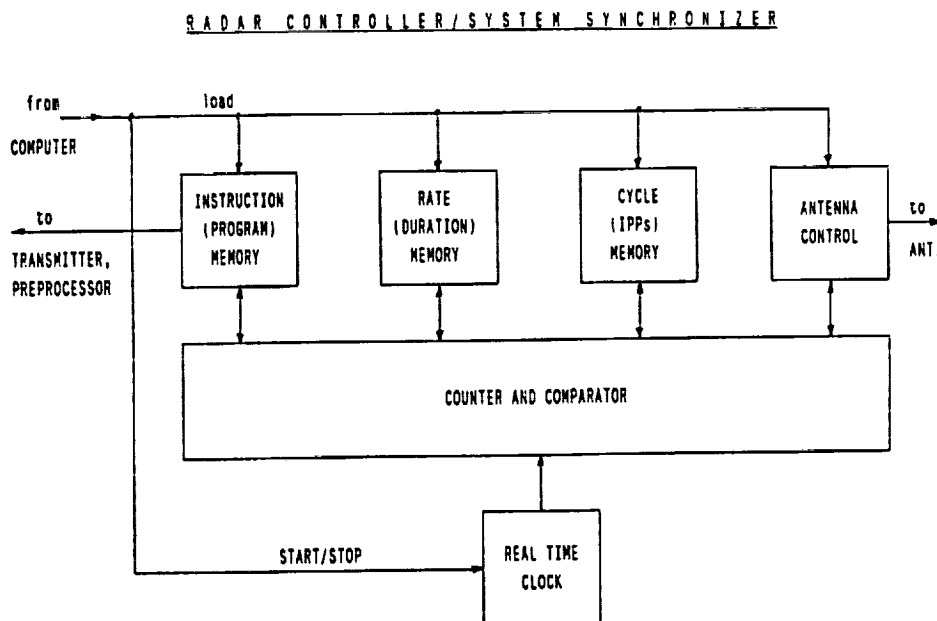 RADAR CONTROLLER/SYSTEM SYNCHRONIZER
from
load
COMPUTER
INSTRUCTION
(PROGRAM)
MEMORY
RATE
(DURATION)
MEMORY
CYCLE
(IPPs)
MEMORY
ANTENNA
CONTROL
to
TRANSMITTER,
PREPROCESSOR
to
ANT
COUNTER AND COMPARATOR
START/STOP
REAL TIME
CLOCK